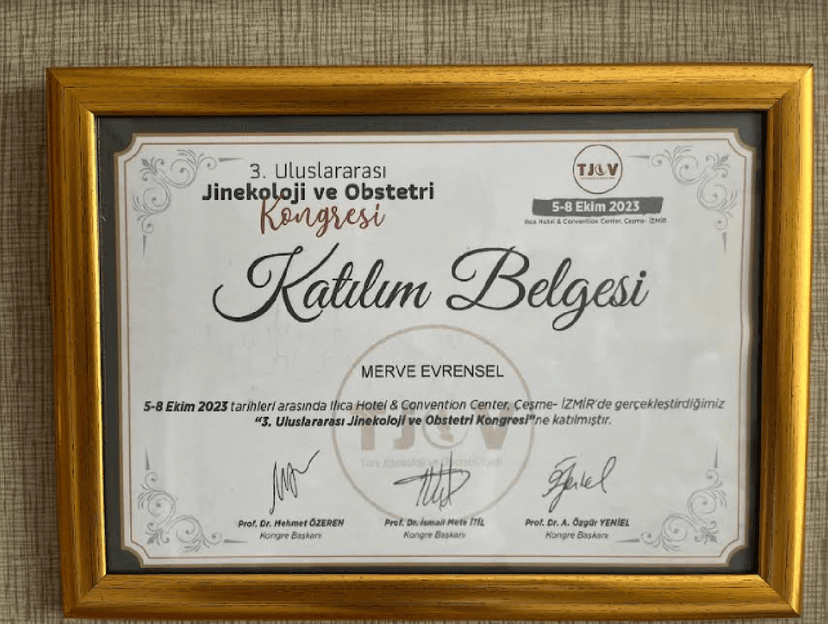 3. Uluslararası
Jinekoloji ve Obstetri
Kongresi
TJOV
5-8 Ekim 2023
Ilıca Hotel & Convention Center, Çeşme- İZMİR
Katılım Belgesi
MERVE EVRENSEL
5-8 Ekim 2023 tarihleri arasında Ilıca Hotel & Convention Center, Çeşme- İZMİR'de gerçekleştirdiğimiz
“3. Uluslararası Jinekoloji ve Obstetri Kongresi”ne katılmıştır.
TJOV
Prof. Dr. Mehmet ÖZEREN
Kongre Başkanı
Prof. Dr. İsmail Mete İTİL
Kongre Başkanı
Prof. Dr. A. Özgür YENİEL
Kongre Başkanı